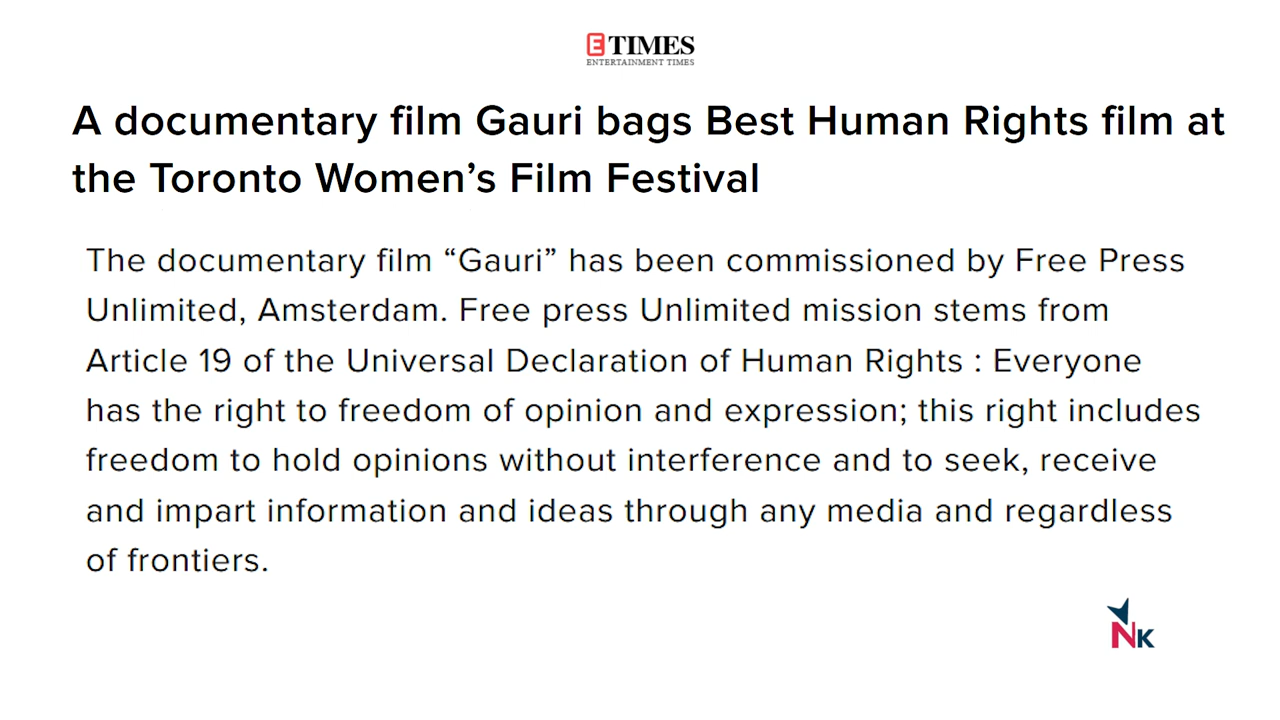 E TIMES
ENTERTAINMENT TIMES
A documentary film Gauri bags Best Human Rights film at
the Toronto Women’s Film Festival
The documentary film “Gauri” has been commissioned by Free Press
Unlimited, Amsterdam. Free press Unlimited mission stems from
Article 19 of the Universal Declaration of Human Rights : Everyone
has the right to freedom of opinion and expression; this right includes
freedom to hold opinions without interference and to seek, receive
and impart information and ideas through any media and regardless
of frontiers.
NK